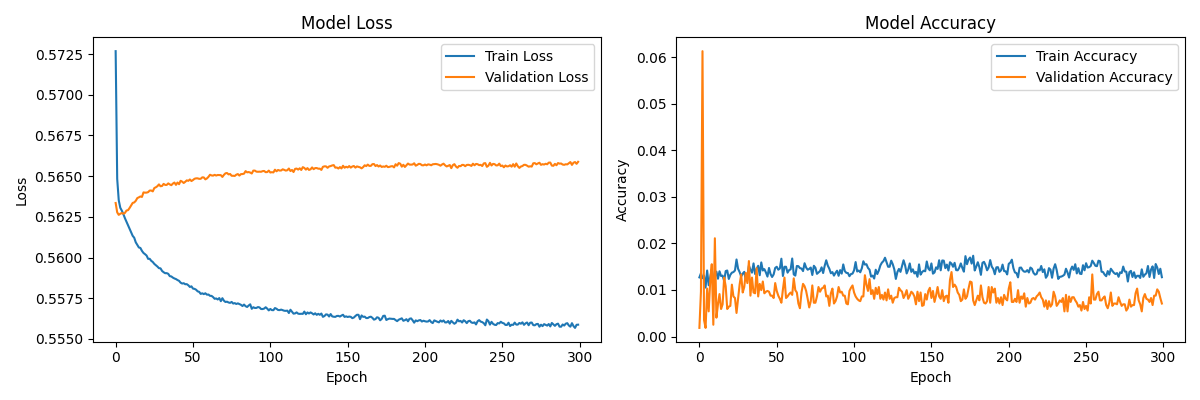 Model Loss
0.5725
0.5700
0.5675
0.5650
0.5625
0.5600
0.5575
0.5550
Loss
0 50 100 150 200 250 300
Epoch
Train Loss
Validation Loss
Model Accuracy
0.06
0.05
0.04
0.03
0.02
0.01
0.00
Accuracy
0 50 100 150 200 250 300
Epoch
Train Accuracy
Validation Accuracy